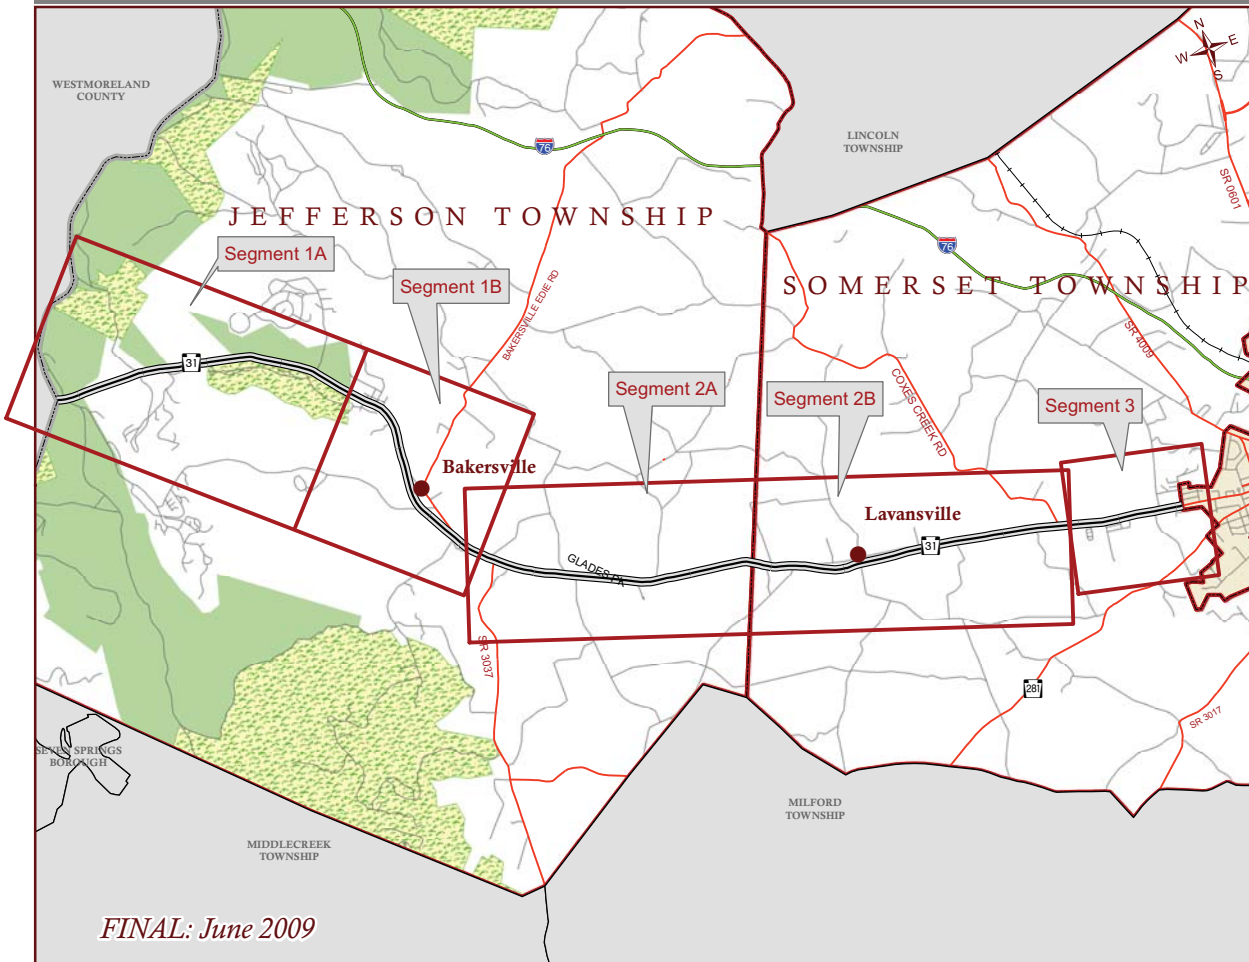 N
E
W
S
WESTMORELAND
COUNTY
LINCOLN
TOWNSHIP
76
SR 0601
JEFFERSON TOWNSHIP
Segment 1A
76
Segment 1B
SOMERSET TOWNSHIP
BAKERSVILLE EDIE RD
SR 4009
31
Segment 2A
Segment 2B
COXES CREEK RD
Segment 3
Bakersville
Lavansville
31
GLADES PK
SR 3037
281
SR 3017
SEVEN SPRINGS
BOROUGH
MILFORD
TOWNSHIP
MIDDLECREEK
TOWNSHIP
FINAL: June 2009